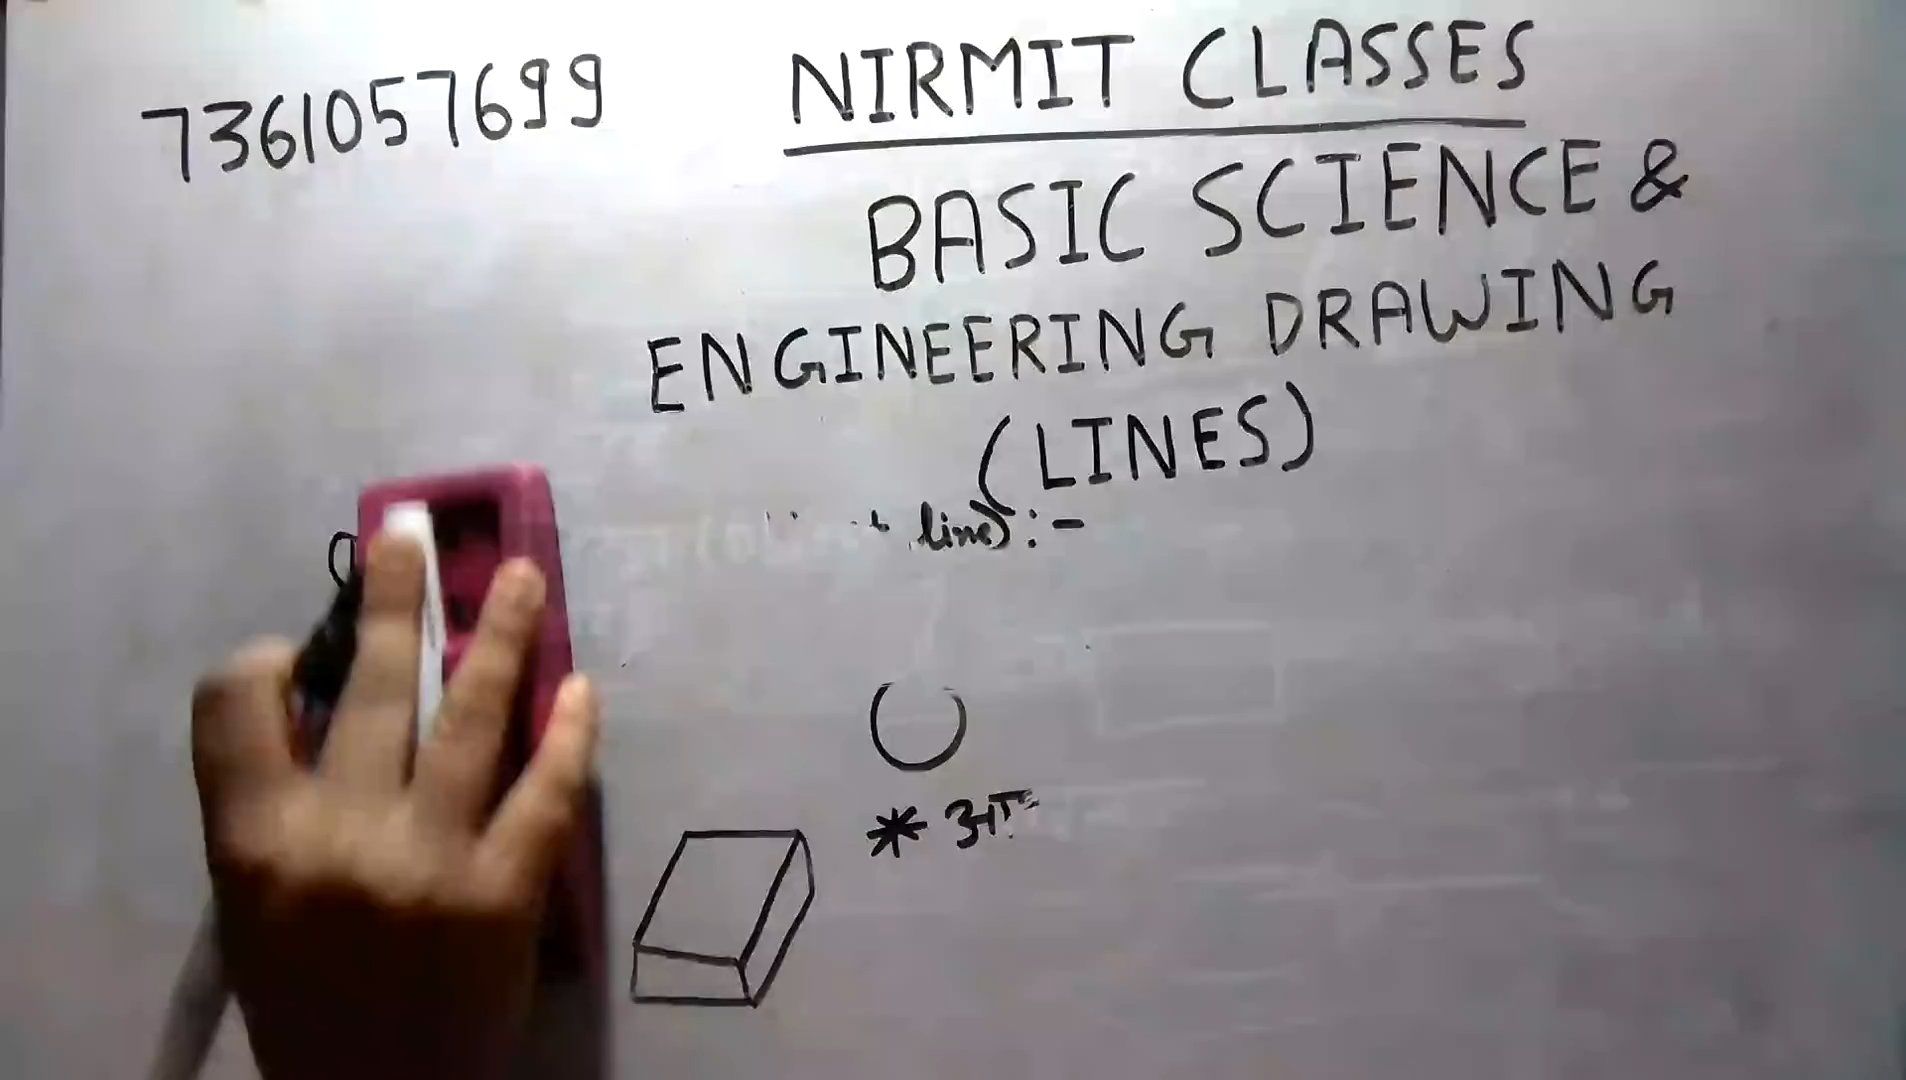 7361057699
NIRMIT CLASSES
BASIC SCIENCE &
ENGINEERING DRAWING
(LINES)
line) :-